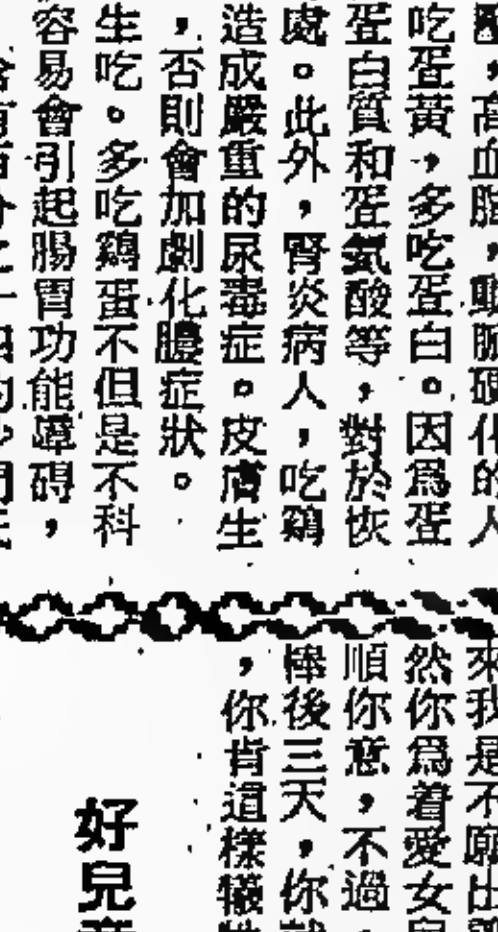 高血脂，動脈硬化的人
吃蛋黃，多吃蛋白。因爲蛋
蛋白質和蛋氨酸等，對於恢
處。此外，腎炎病人，吃鷄
造成嚴重的尿毒症。皮膚生
，否則會加劇化膿症狀。
生吃。多吃鷄蛋不但是不科
容易會引起腸胃功能障碍，
來我是不願
然你爲着愛女
順你意，不過，
棒後三天，你
，你肯這樣犧牲
好兒